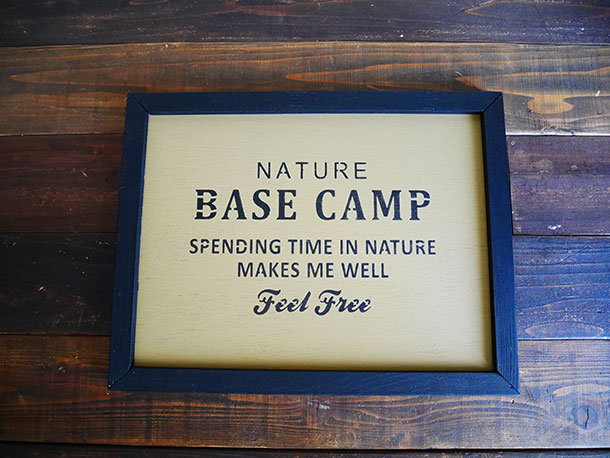 NATURE
BASE CAMP
SPENDING TIME IN NATURE
MAKES ME WELL
Feel Free